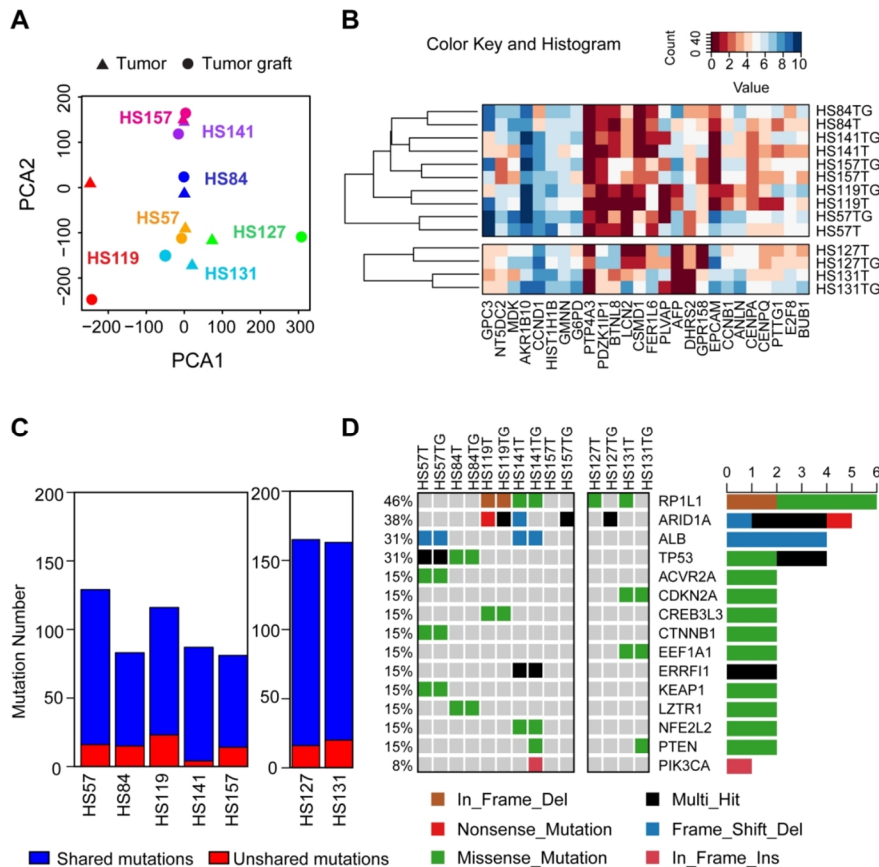 A
▲ Tumor ● Tumor graft
PCA2
200
100
0
−100
−200
HS157
HS141
HS84
HS57
HS127
HS119
HS131
−200 −100 0 100 200 300
PCA1
B
Color Key and Histogram
Count
0 40
0 2 4 6 8 10
Value
HS84TG
HS84T
HS141TG
HS141T
HS157TG
HS157T
HS119TG
HS119T
HS57TG
HS57T
HS127T
HS127TG
HS131T
HS131TG
GPC3
NT5DC2
MDK
AKR1B10
CCND1
HIST1H1B
GMNN
G6PD
PTP4A3
PDZK1IP1
BTNL8
LCN2
CSMD1
FER1L6
PLVAP
AFP
DHRS2
GPR158
EPCAM
CCNB1
ANLN
CENPA
CENPQ
PTTG1
E2F8
BUB1
C
Mutation Number
200
150
100
50
0
200
150
100
50
0
HS57
HS84
HS119
HS141
HS157
HS127
HS131
Shared mutations Unshared mutations
D
HS57T
HS57TG
HS84T
HS84TG
HS119T
HS119TG
HS141T
HS141TG
HS157T
HS157TG
HS127T
HS127TG
HS131T
HS131TG
0 1 2 3 4 5 6
46% RP1L1
38% ARID1A
31% ALB
31% TP53
15% ACVR2A
15% CDKN2A
15% CREB3L3
15% CTNNB1
15% EEF1A1
15% ERRFI1
15% KEAP1
15% LZTR1
15% NFE2L2
15% PTEN
8% PIK3CA
In_Frame_Del Multi_Hit
Nonsense_Mutation Frame_Shift_Del
Missense_Mutation In_Frame_Ins